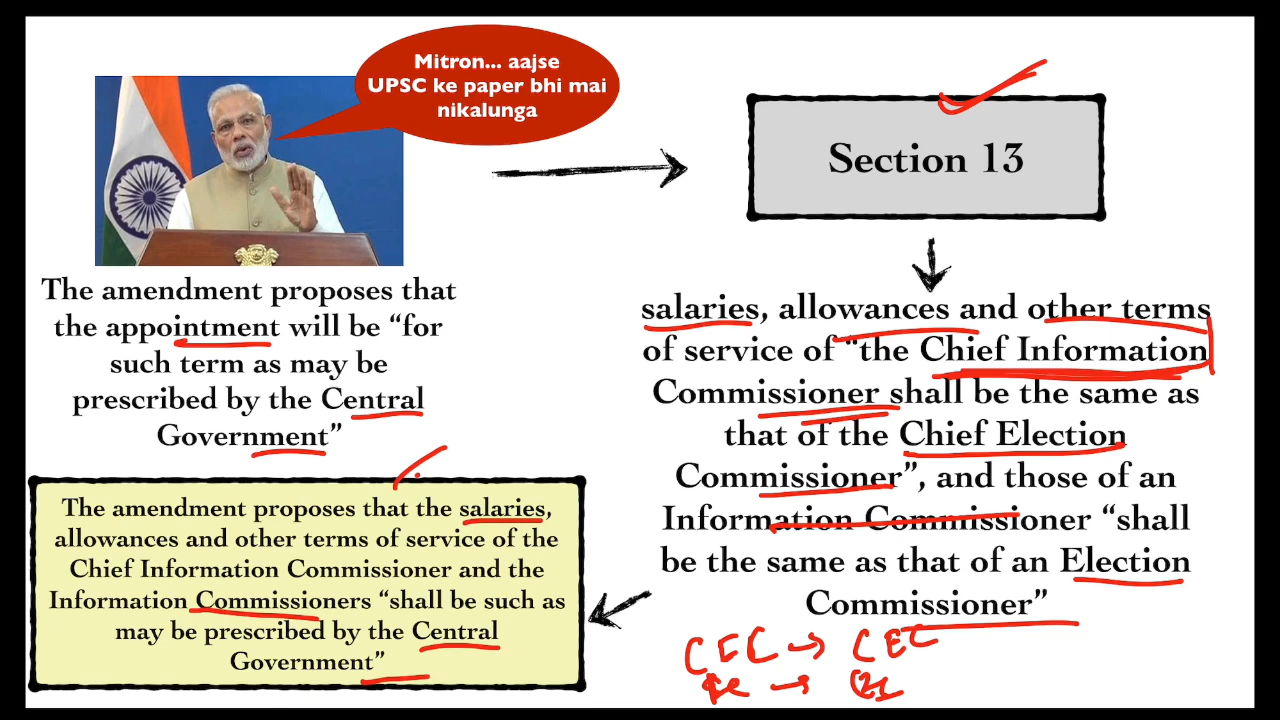 Mitron... aajse
UPSC ke paper bhi mai
nikalunga
Section 13
The amendment proposes that
the appointment will be “for
such term as may be
prescribed by the Central
Government”
salaries, allowances and other terms
of service of “the Chief Information
Commissioner shall be the same as
that of the Chief Election
Commissioner”, and those of an
Information Commissioner “shall
be the same as that of an Election
Commissioner”
The amendment proposes that the salaries,
allowances and other terms of service of the
Chief Information Commissioner and the
Information Commissioners “shall be such as
may be prescribed by the Central
Government”
CEC → CEC